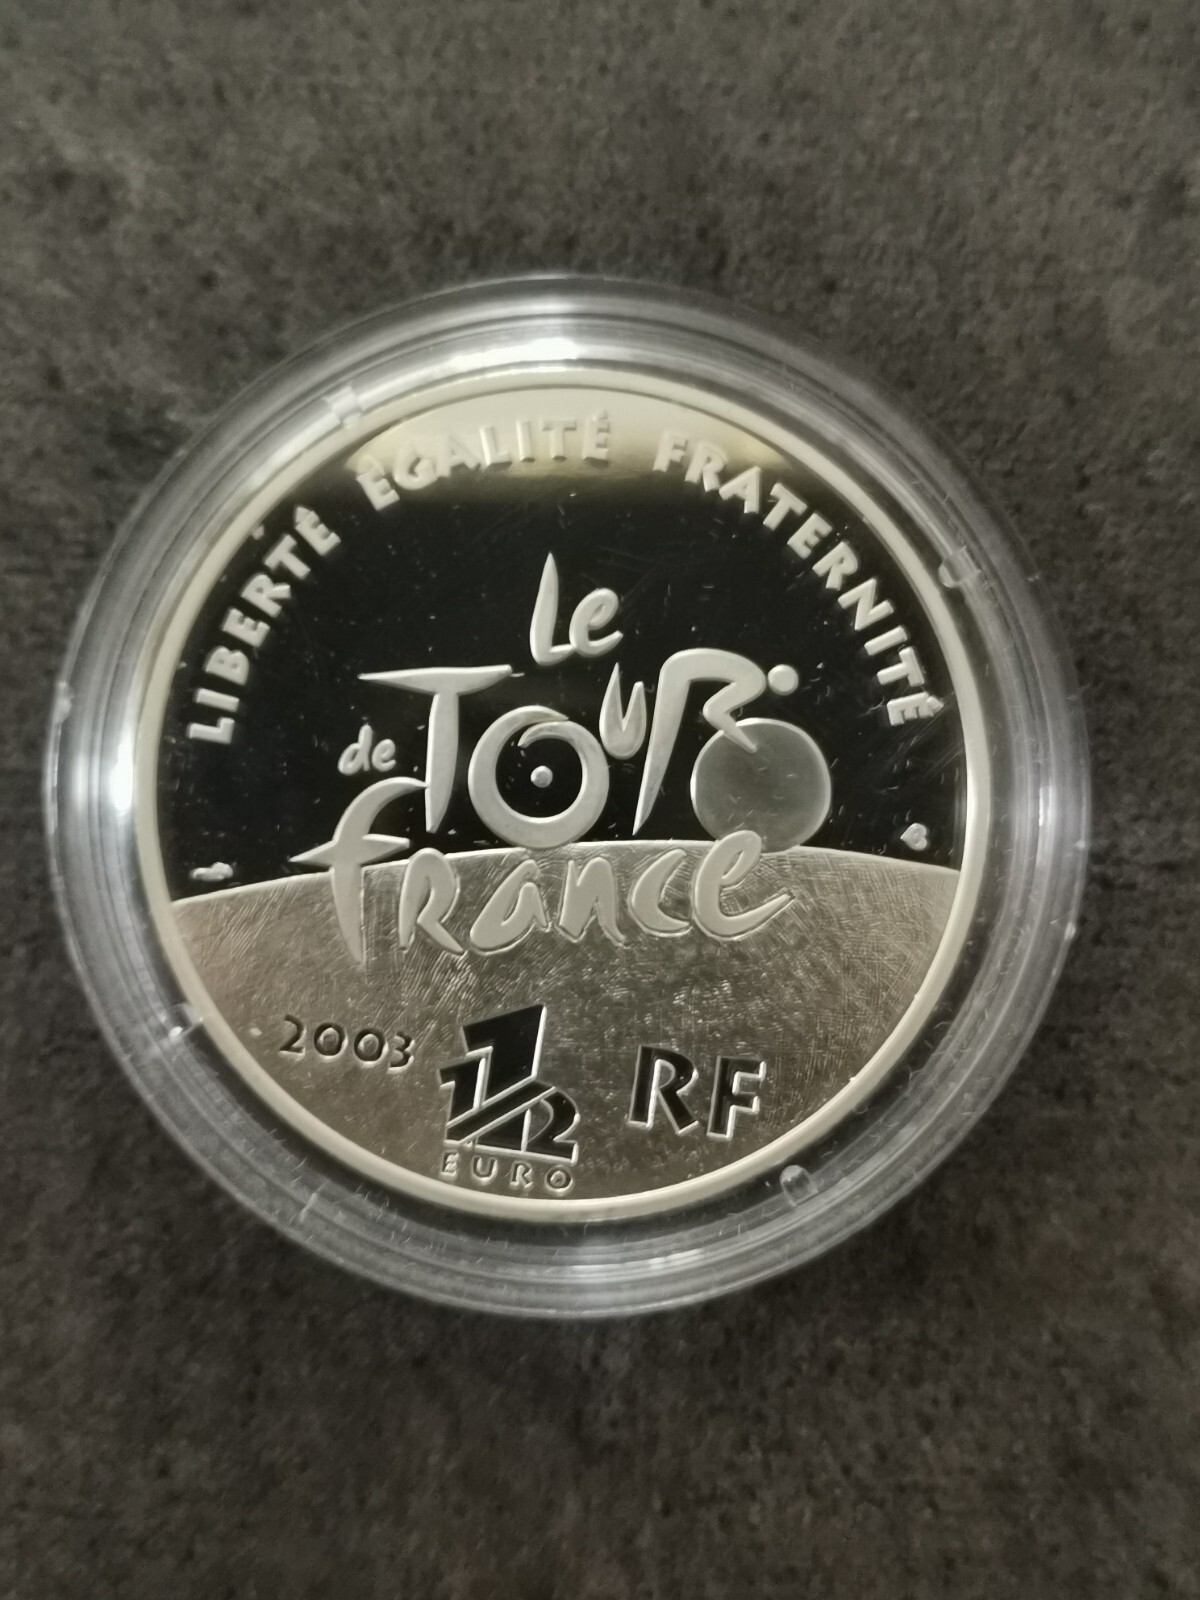 LIBERTÉ ÉGALITÉ FRATERNITÉ
Le
Tour
de
France
2003
1 1/2
EURO
RF